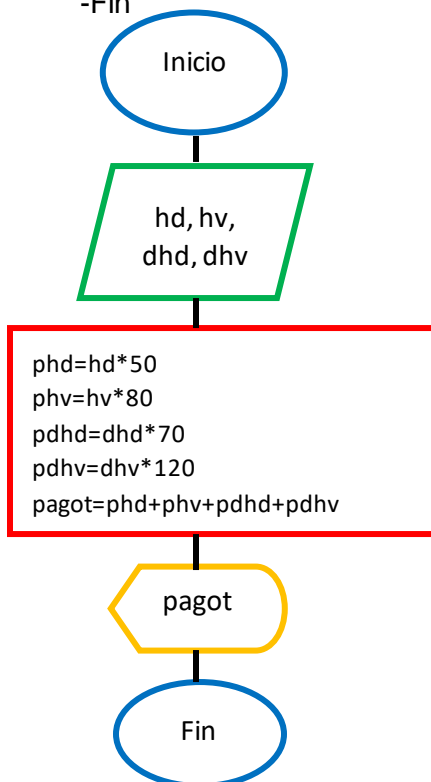 -Fin
Inicio
hd, hv,
dhd, dhv
phd=hd*50
phv=hv*80
pdhd=dhd*70
pdhv=dhv*120
pagot=phd+phv+pdhd+pdhv
pagot
Fin